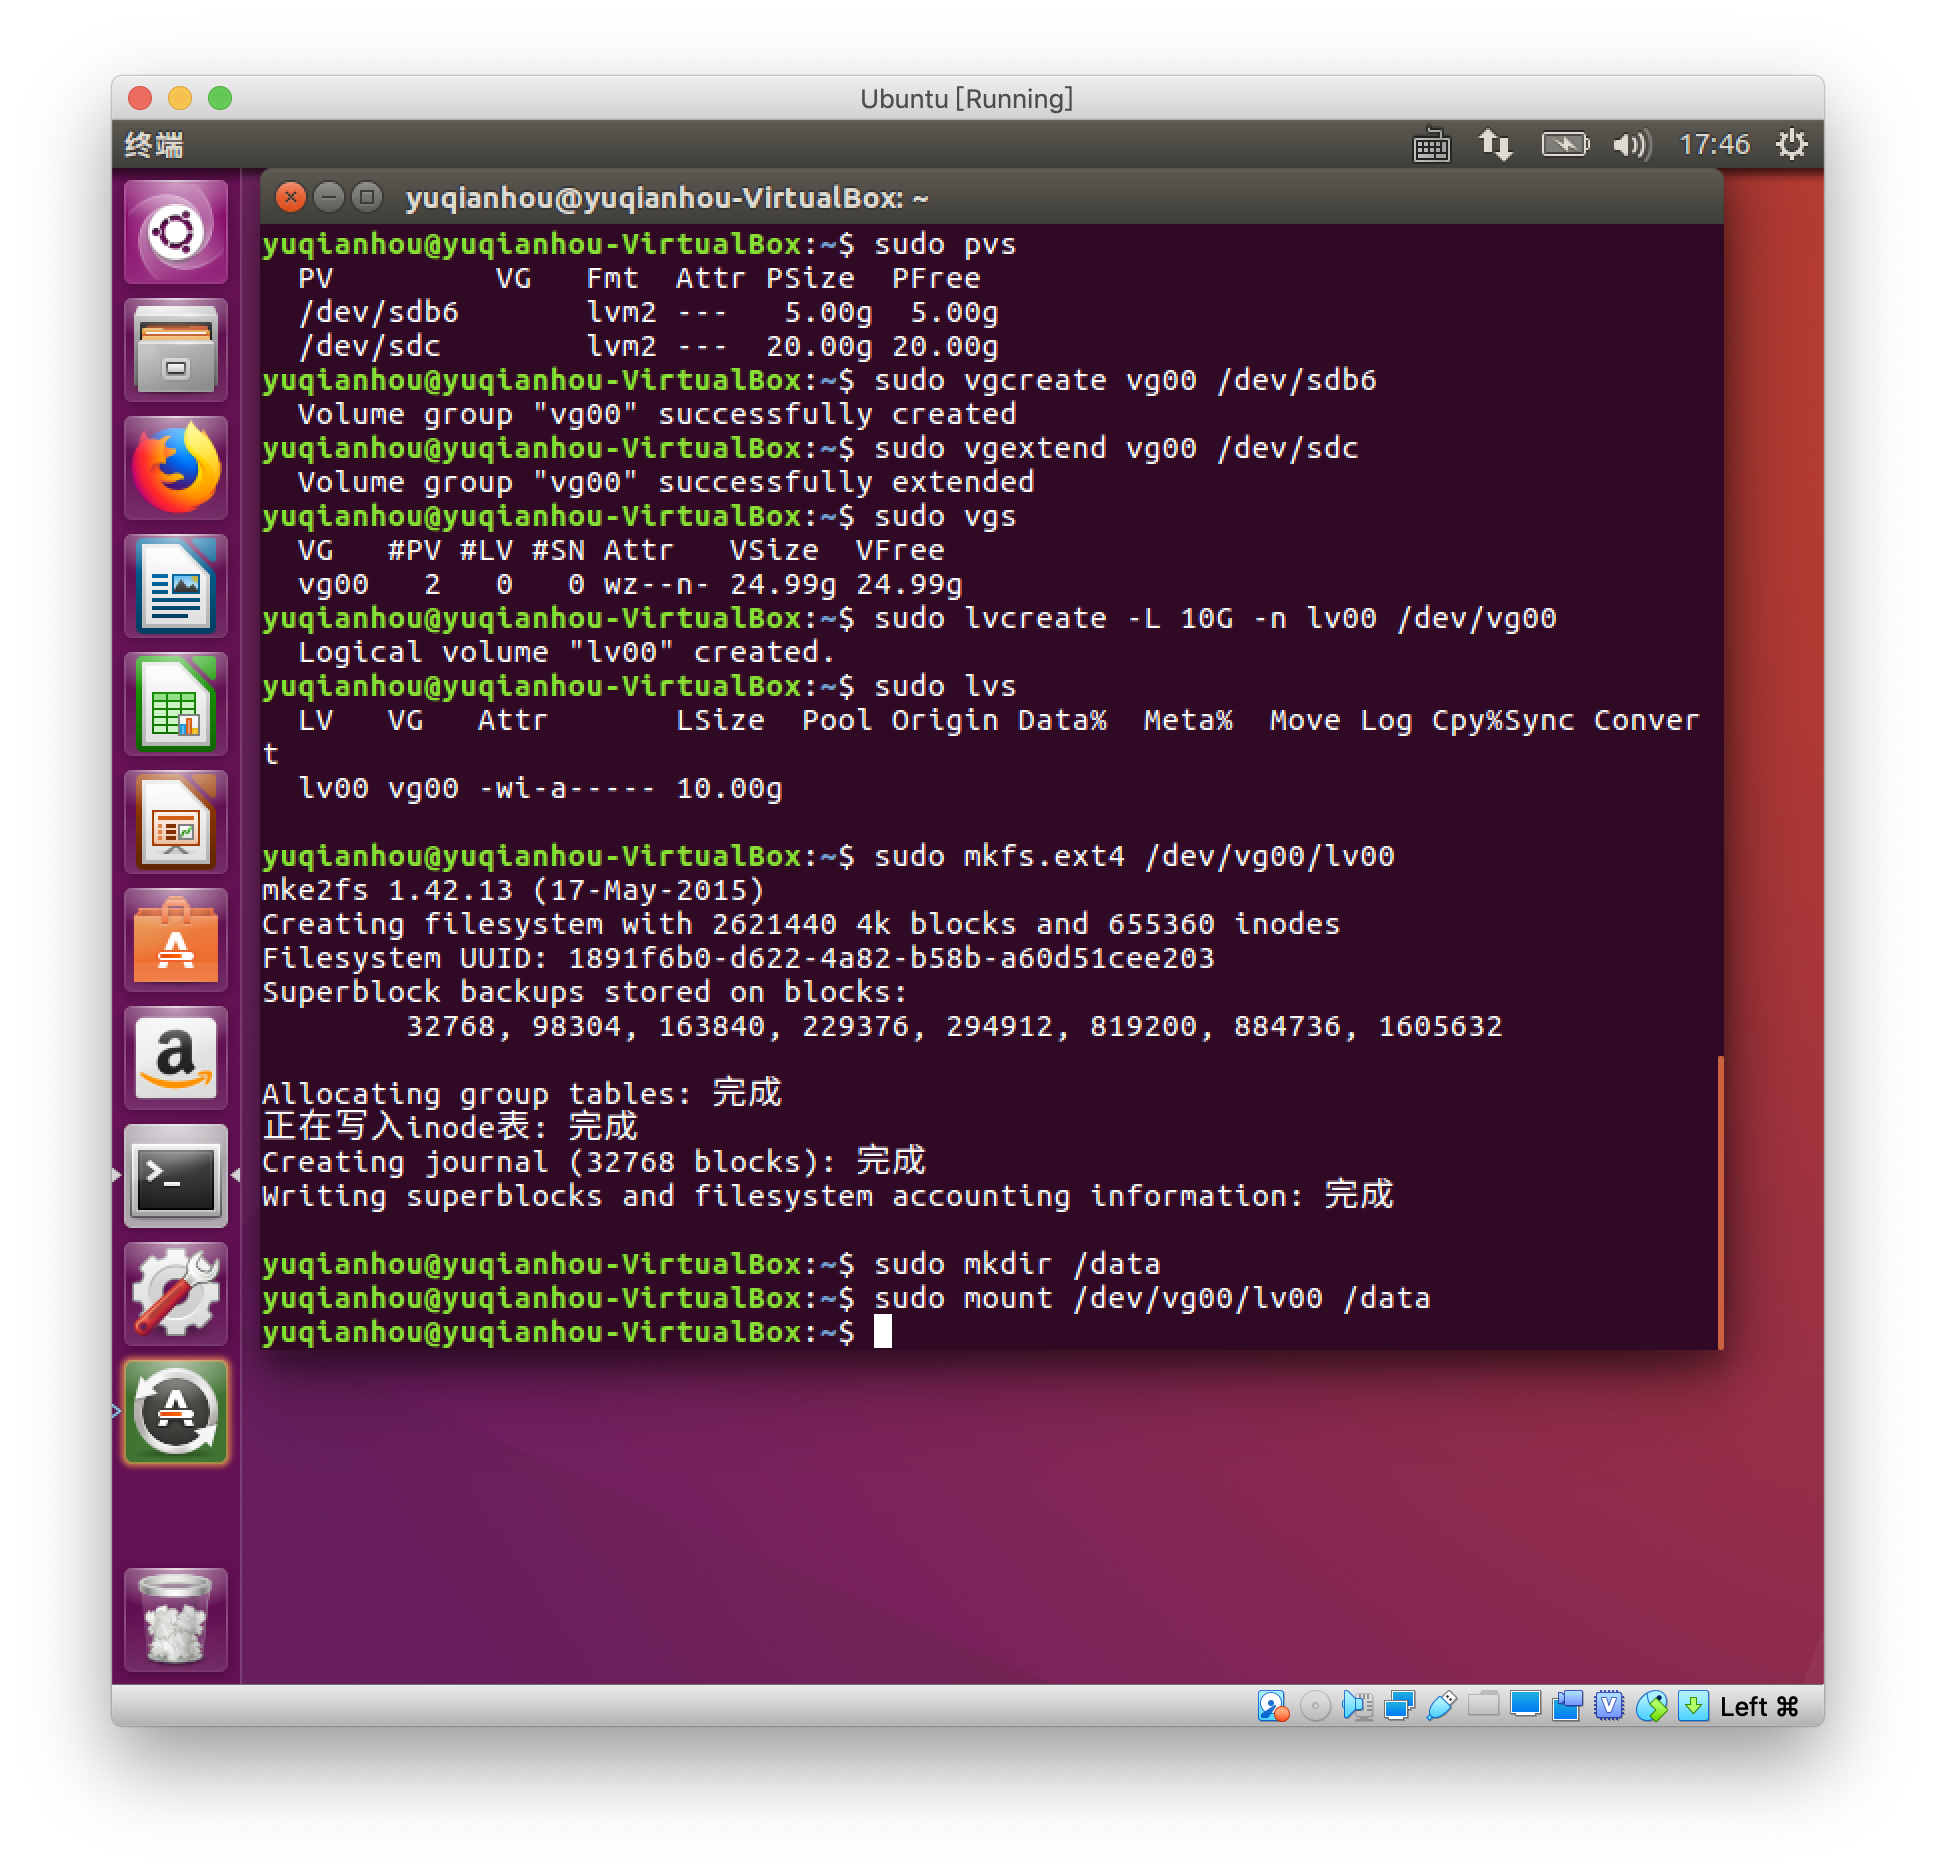 Ubuntu [Running]
终端
17:46
yuqianhou@yuqianhou-VirtualBox: ~
yuqianhou@yuqianhou-VirtualBox:~$ sudo pvs
  PV         VG   Fmt  Attr PSize  PFree
  /dev/sdb6       lvm2 ---   5.00g  5.00g
  /dev/sdc        lvm2 ---  20.00g 20.00g
yuqianhou@yuqianhou-VirtualBox:~$ sudo vgcreate vg00 /dev/sdb6
  Volume group "vg00" successfully created
yuqianhou@yuqianhou-VirtualBox:~$ sudo vgextend vg00 /dev/sdc
  Volume group "vg00" successfully extended
yuqianhou@yuqianhou-VirtualBox:~$ sudo vgs
  VG   #PV #LV #SN Attr   VSize  VFree
  vg00   2   0   0 wz--n- 24.99g 24.99g
yuqianhou@yuqianhou-VirtualBox:~$ sudo lvcreate -L 10G -n lv00 /dev/vg00
  Logical volume "lv00" created.
yuqianhou@yuqianhou-VirtualBox:~$ sudo lvs
  LV   VG   Attr       LSize  Pool Origin Data%  Meta%  Move Log Cpy%Sync Conver
t
  lv00 vg00 -wi-a----- 10.00g
yuqianhou@yuqianhou-VirtualBox:~$ sudo mkfs.ext4 /dev/vg00/lv00
mke2fs 1.42.13 (17-May-2015)
Creating filesystem with 2621440 4k blocks and 655360 inodes
Filesystem UUID: 1891f6b0-d622-4a82-b58b-a60d51cee203
Superblock backups stored on blocks:
        32768, 98304, 163840, 229376, 294912, 819200, 884736, 1605632
Allocating group tables: 完成
正在写入inode表: 完成
Creating journal (32768 blocks): 完成
Writing superblocks and filesystem accounting information: 完成
yuqianhou@yuqianhou-VirtualBox:~$ sudo mkdir /data
yuqianhou@yuqianhou-VirtualBox:~$ sudo mount /dev/vg00/lv00 /data
yuqianhou@yuqianhou-VirtualBox:~$
Left ⌘